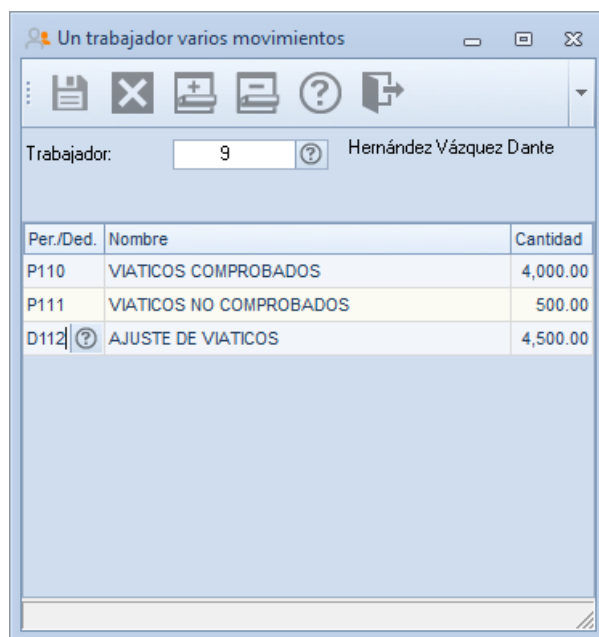 Un trabajador varios movimientos
Trabajador: 9 Hernández Vázquez Dante
Per./Ded. Nombre Cantidad
P110 VIATICOS COMPROBADOS 4,000.00
P111 VIATICOS NO COMPROBADOS 500.00
D112 AJUSTE DE VIATICOS 4,500.00